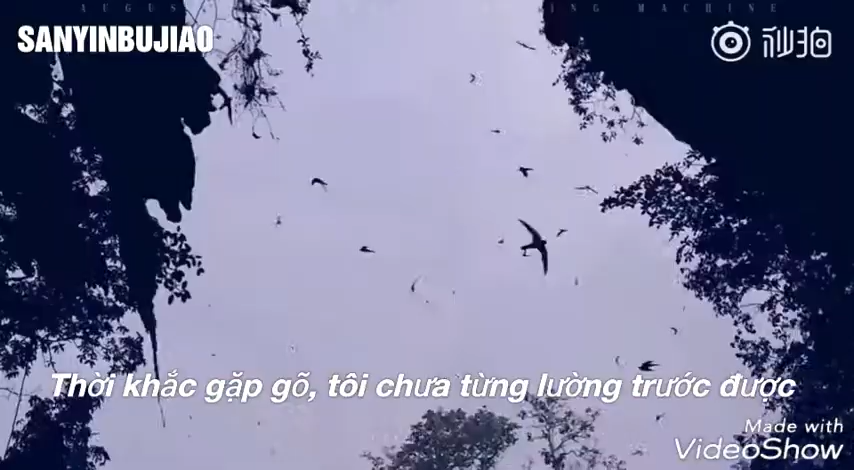 SANYINBUJIAO
秒拍
Thời khắc gặp gỡ, tôi chưa từng lường trước được
Made with
VideoShow